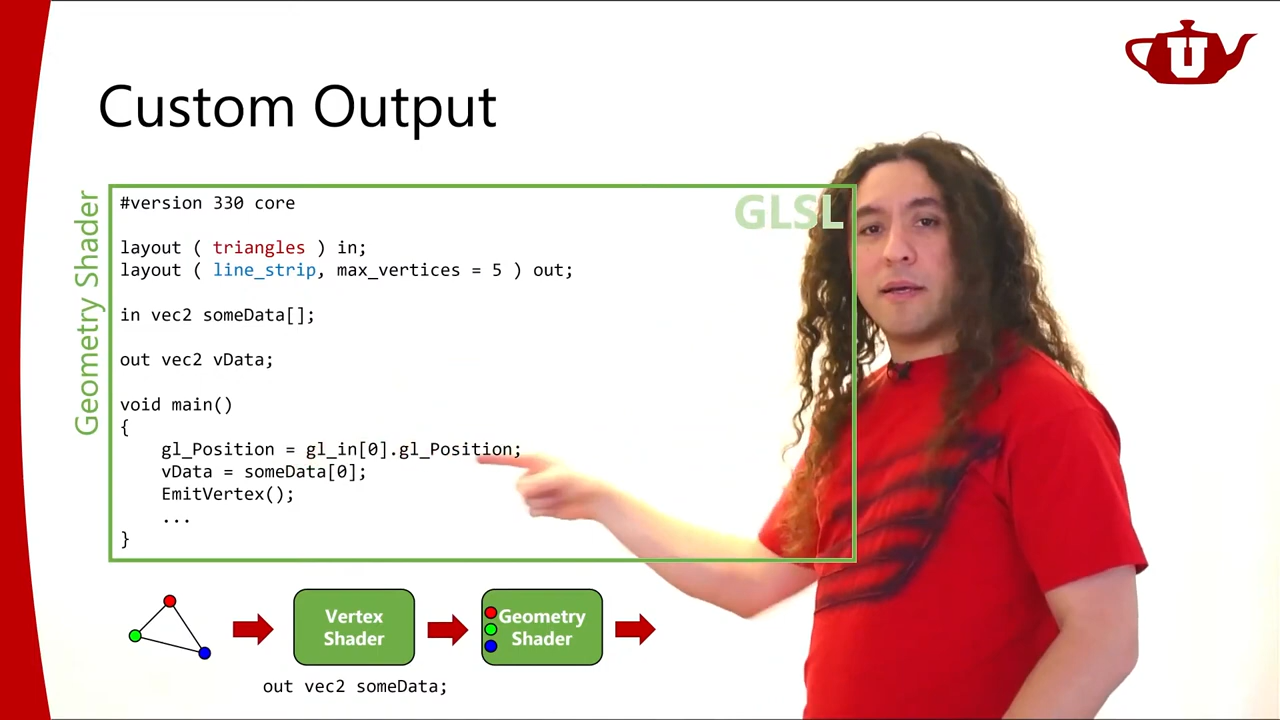 U
Custom Output
Geometry Shader
GLSL
#version 330 core
layout ( triangles ) in;
layout ( line_strip, max_vertices = 5 ) out;
in vec2 someData[];
out vec2 vData;
void main()
{
    gl_Position = gl_in[0].gl_Position;
    vData = someData[0];
    EmitVertex();
    ...
}
Vertex
Shader
Geometry
Shader
out vec2 someData;